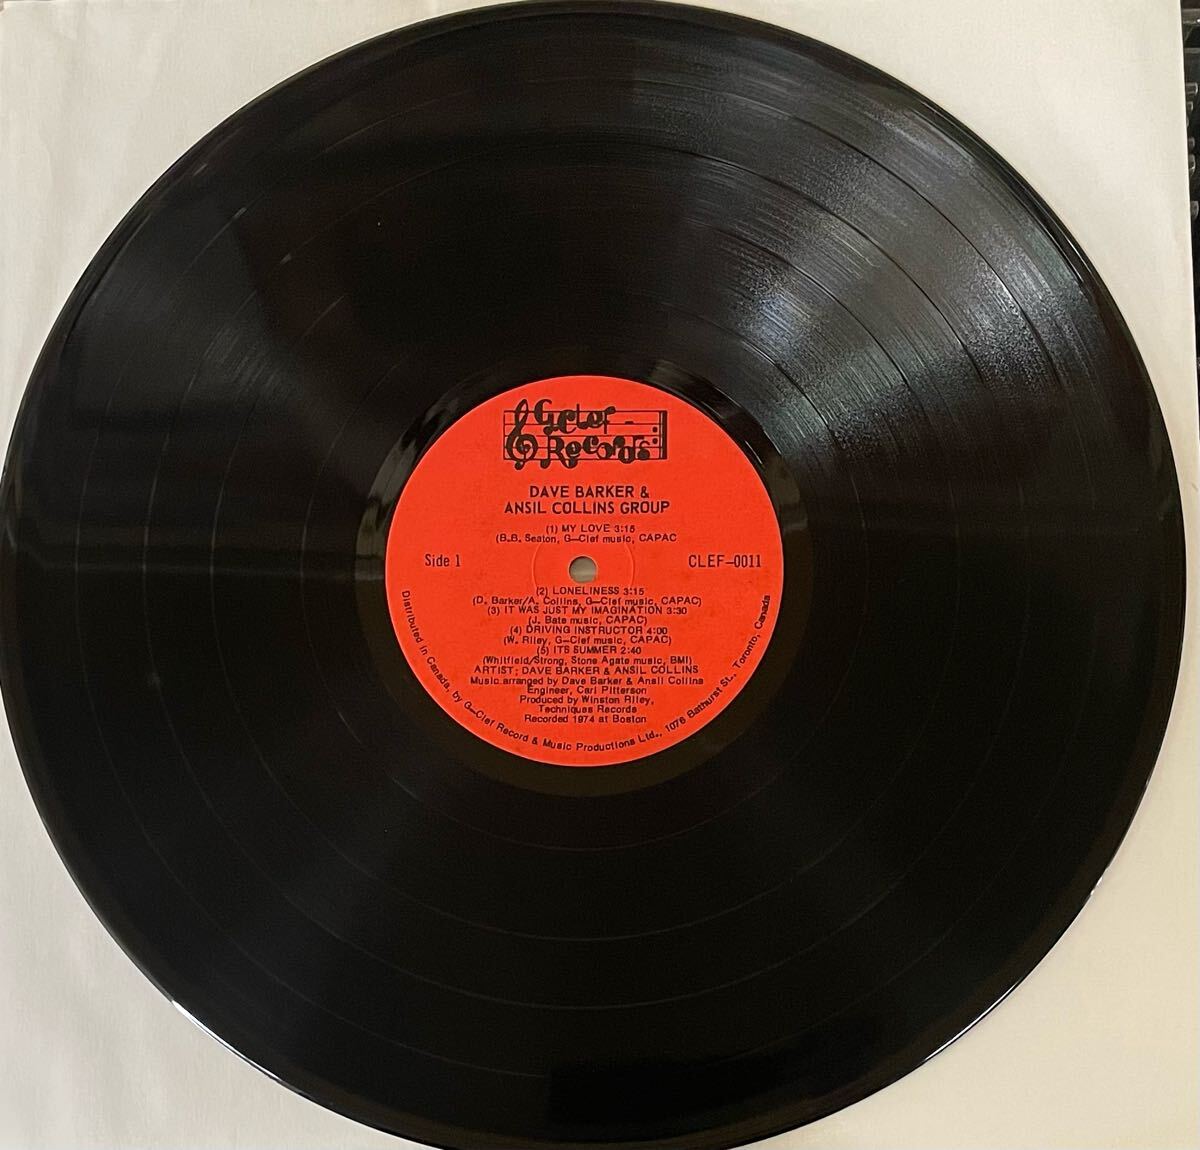 G-Clef
Records
DAVE BARKER &
ANSIL COLLINS GROUP
(1) MY LOVE 3:15
(B.B. Seaton, G-Clef music, CAPAC
Side 1
CLEF-0011
(2) LONELINESS 3:15
(D. Barker/A. Collins, G-Clef music, CAPAC)
(3) IT WAS JUST MY IMAGINATION 3:30
(J. Bate music, CAPAC)
(4) DRIVING INSTRUCTOR 4:00
(W. Riley, G-Clef music, CAPAC)
(5) ITS SUMMER 2:40
(Whitfield/Strong, Stone Agate music, BMI)
ARTIST; DAVE BARKER & ANSIL COLLINS
Music arranged by Dave Barker & Ansil Collins
Engineer, Carl Pitterson
Produced by Winston Riley,
Techniques Records
Recorded 1974 at Boston
Distributed in Canada, by G-Clef Record & Music Productions Ltd., 1076 Bathurst St., Toronto, Canada